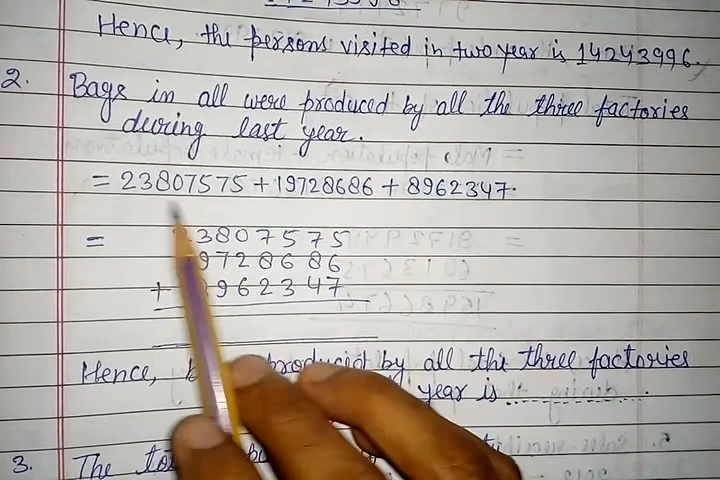 Hence, the persons visited in two year is 14243996.
2. Bags in all were produced by all the three factories
during last year.
= 23807575 + 19728686 + 8962347.
= 3807575
9728686
+ 962347.
Hence, produced by all the three factories
year is ..............
3. The